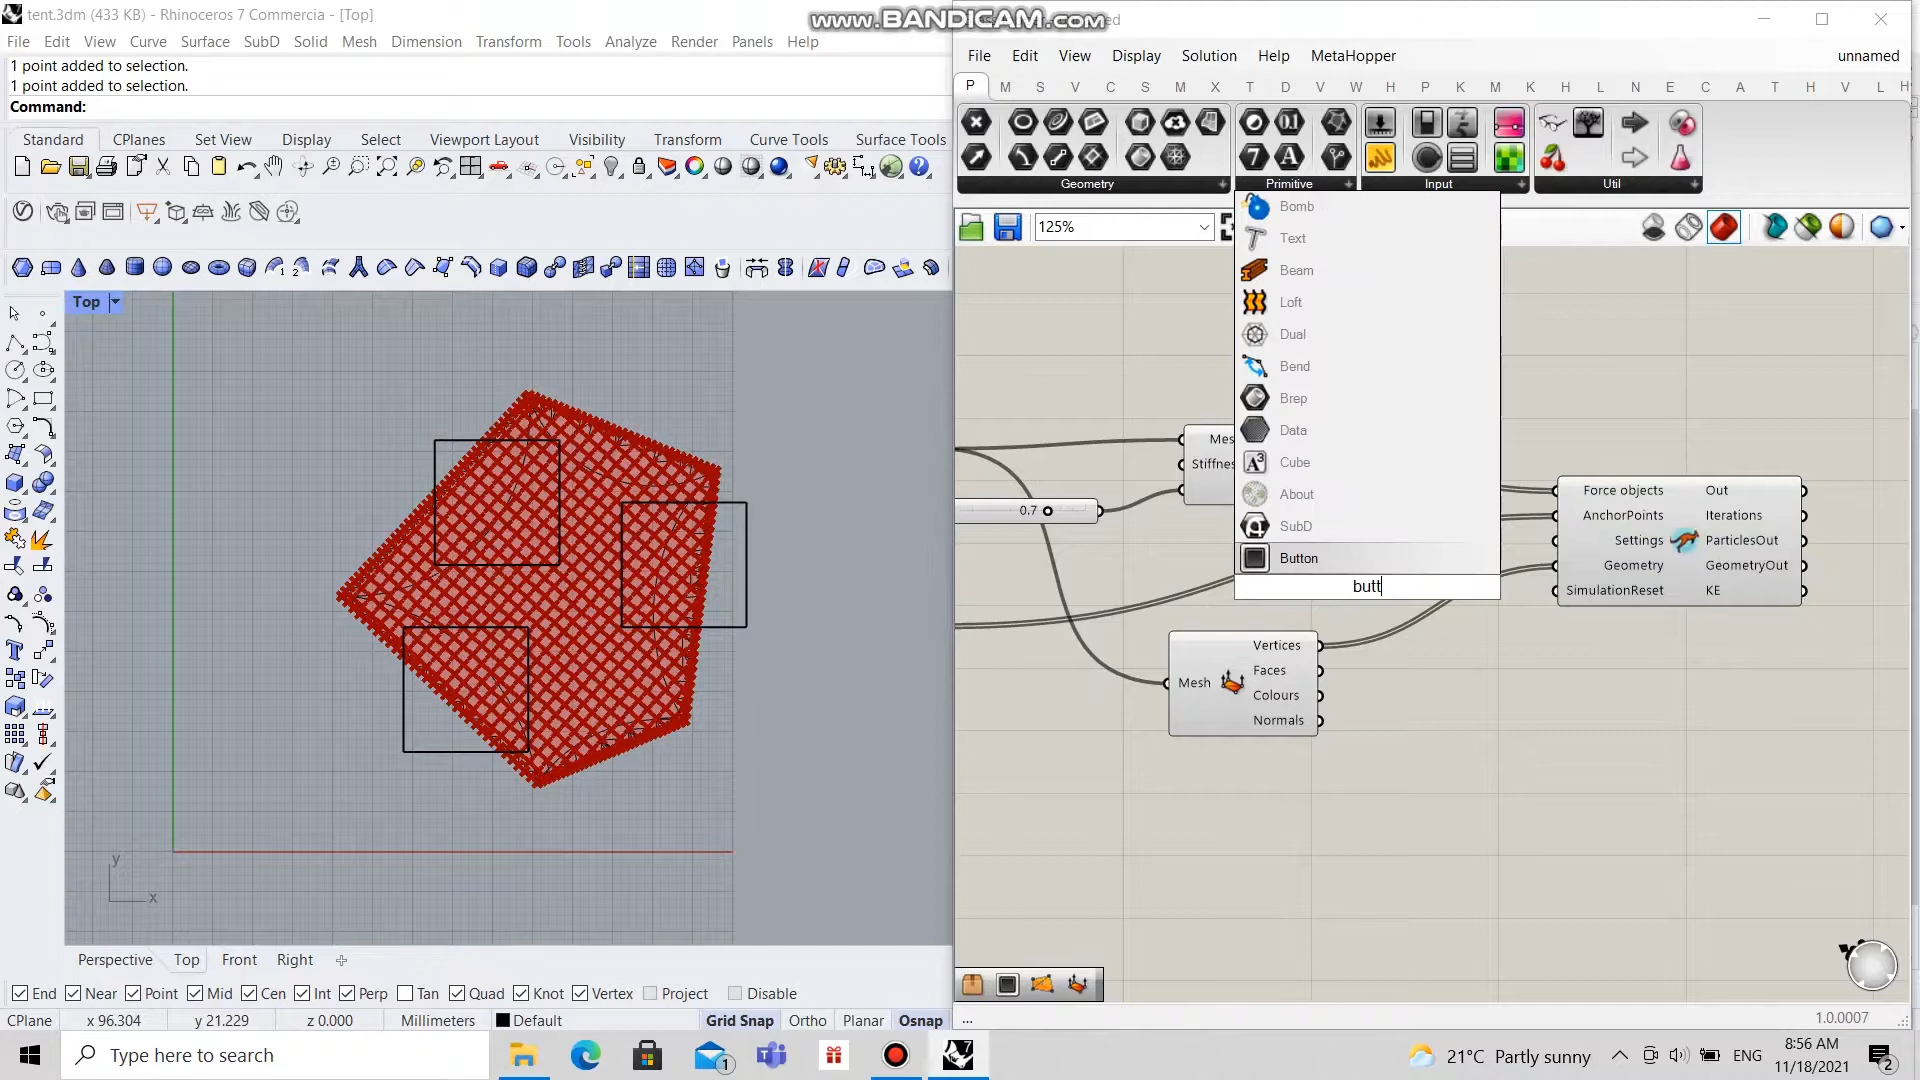 tent.3dm (433 KB) - Rhinoceros 7 Commercia - [Top]
www.BANDICAM.com
File Edit View Curve Surface SubD Solid Mesh Dimension Transform Tools Analyze Render Panels Help
1 point added to selection.
1 point added to selection.
Command:
Standard CPlanes Set View Display Select Viewport Layout Visibility Transform Curve Tools Surface Tools
Top
File Edit View Display Solution Help MetaHopper unnamed
P M S V C S M X T D V W H P K M K H L N E C A T H V L H
Geometry Primitive Input Util
125%
Bomb
Text
Beam
Loft
Dual
Bend
Brep
Data
Cube
About
SubD
Button
butt
Mes
Stiffnes
0.7
Force objects Out
AnchorPoints Iterations
Settings ParticlesOut
Geometry GeometryOut
SimulationReset KE
Vertices
Mesh Faces
Colours
Normals
y
x
Perspective Top Front Right
End Near Point Mid Cen Int Perp Tan Quad Knot Vertex Project Disable
CPlane x 96.304 y 21.229 z 0.000 Millimeters Default Grid Snap Ortho Planar Osnap
...
1.0.0007
Type here to search
1
21°C Partly sunny
ENG
8:56 AM
11/18/2021
2